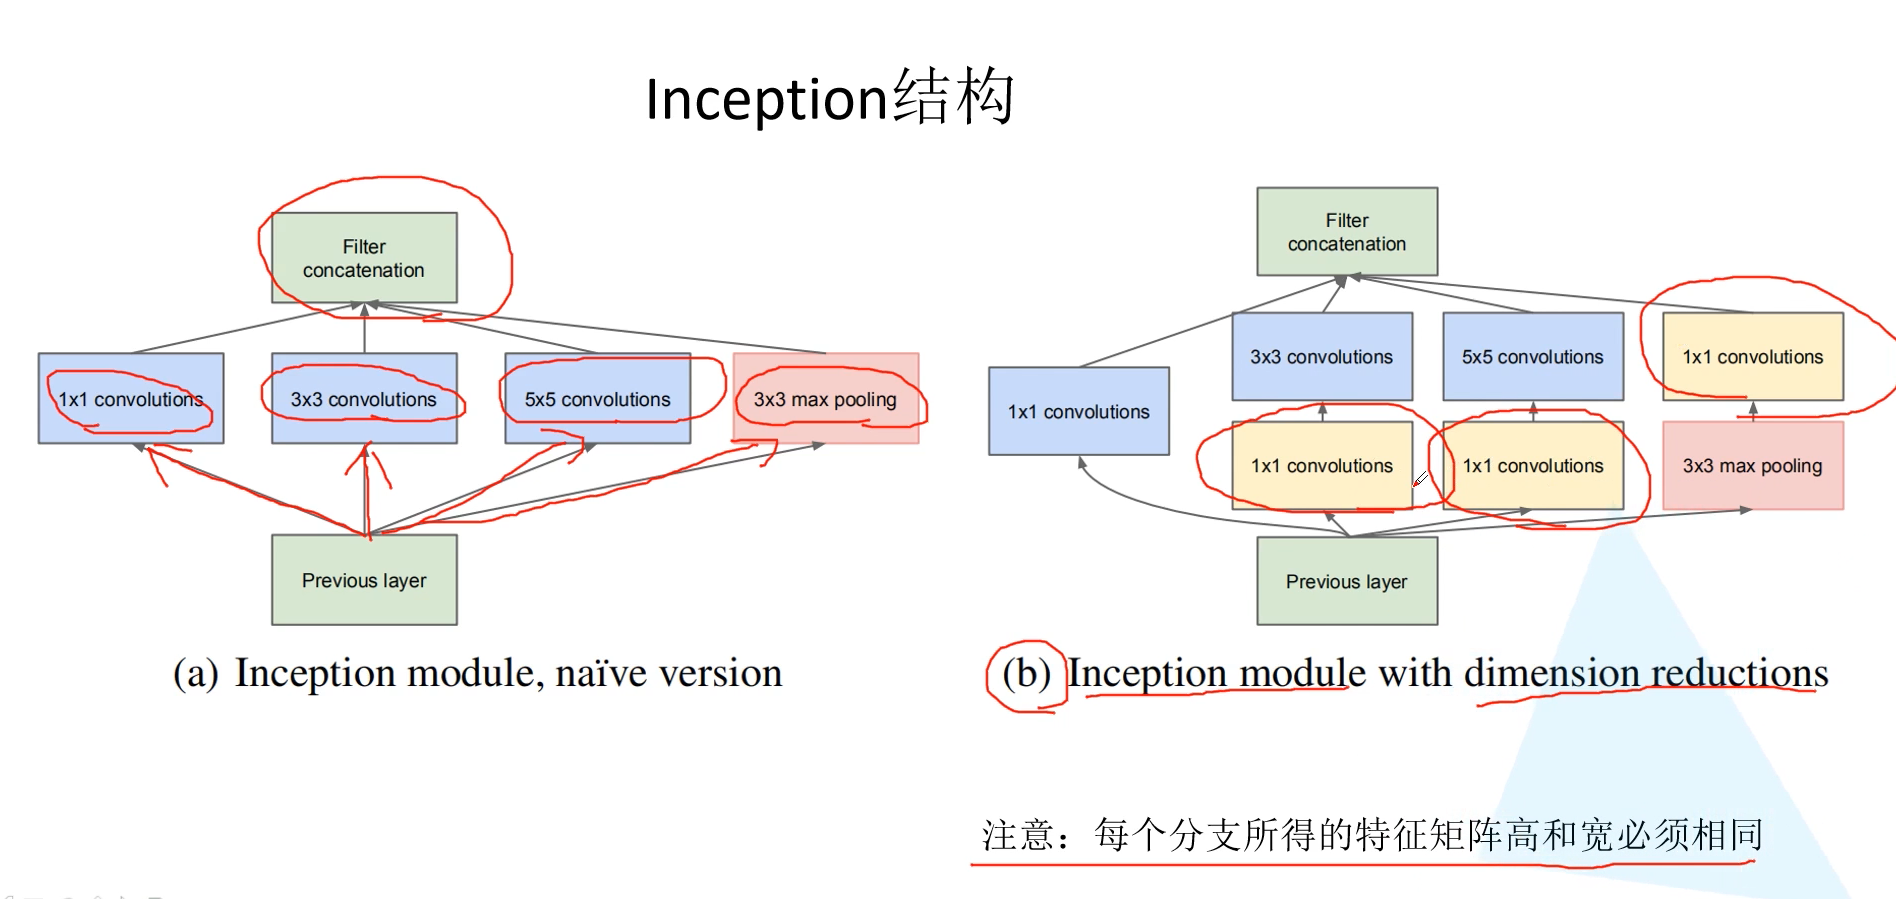 Inception结构
Filter
concatenation
1x1 convolutions
3x3 convolutions
5x5 convolutions
3x3 max pooling
Previous layer
(a) Inception module, naïve version
Filter
concatenation
3x3 convolutions
5x5 convolutions
1x1 convolutions
1x1 convolutions
1x1 convolutions
1x1 convolutions
3x3 max pooling
Previous layer
(b) Inception module with dimension reductions
注意：每个分支所得的特征矩阵高和宽必须相同